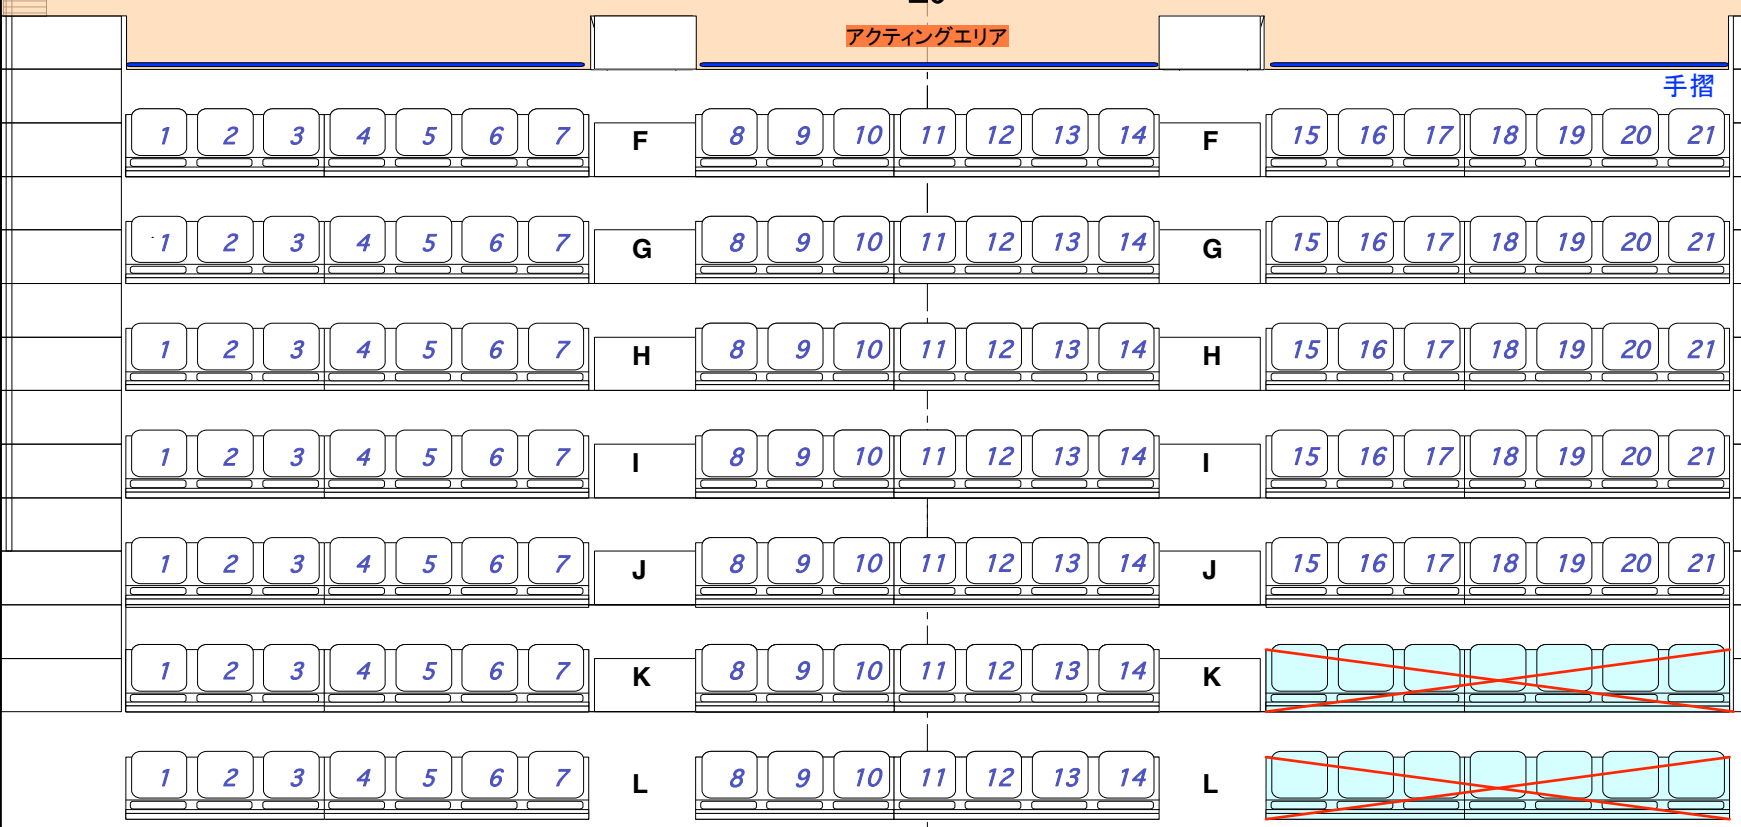 アクティングエリア
手摺
1 2 3 4 5 6 7 F 8 9 10 11 12 13 14 F 15 16 17 18 19 20 21
1 2 3 4 5 6 7 G 8 9 10 11 12 13 14 G 15 16 17 18 19 20 21
1 2 3 4 5 6 7 H 8 9 10 11 12 13 14 H 15 16 17 18 19 20 21
1 2 3 4 5 6 7 I 8 9 10 11 12 13 14 I 15 16 17 18 19 20 21
1 2 3 4 5 6 7 J 8 9 10 11 12 13 14 J 15 16 17 18 19 20 21
1 2 3 4 5 6 7 K 8 9 10 11 12 13 14 K
1 2 3 4 5 6 7 L 8 9 10 11 12 13 14 L